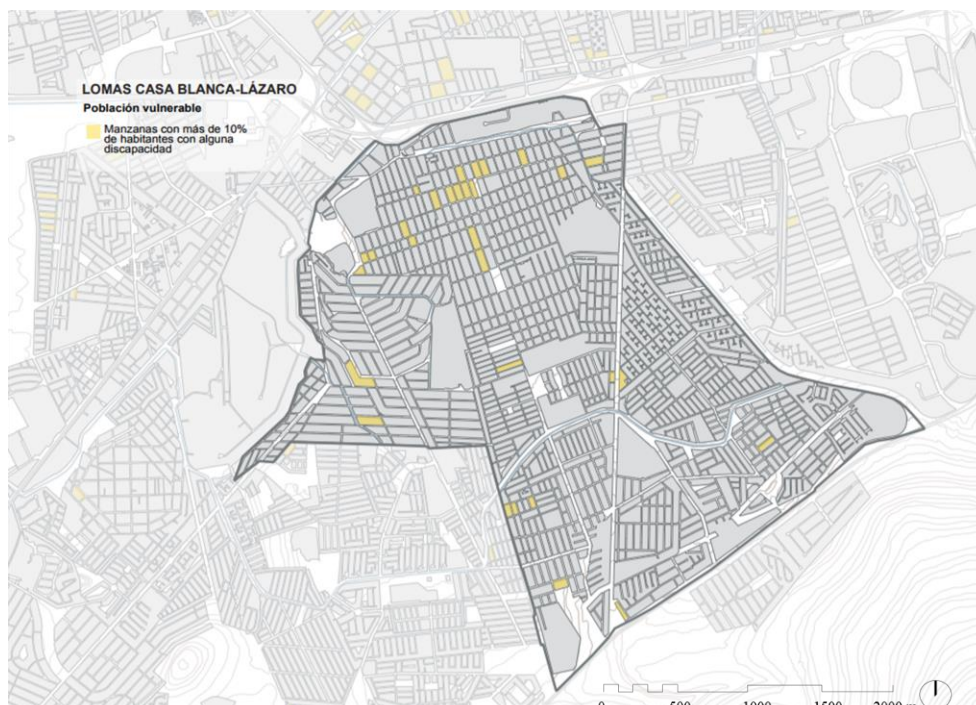 LOMAS CASA BLANCA-LÁZARO
Población vulnerable
Manzanas con más de 10%
de habitantes con alguna
discapacidad
0 500 1000 1500 2000 m